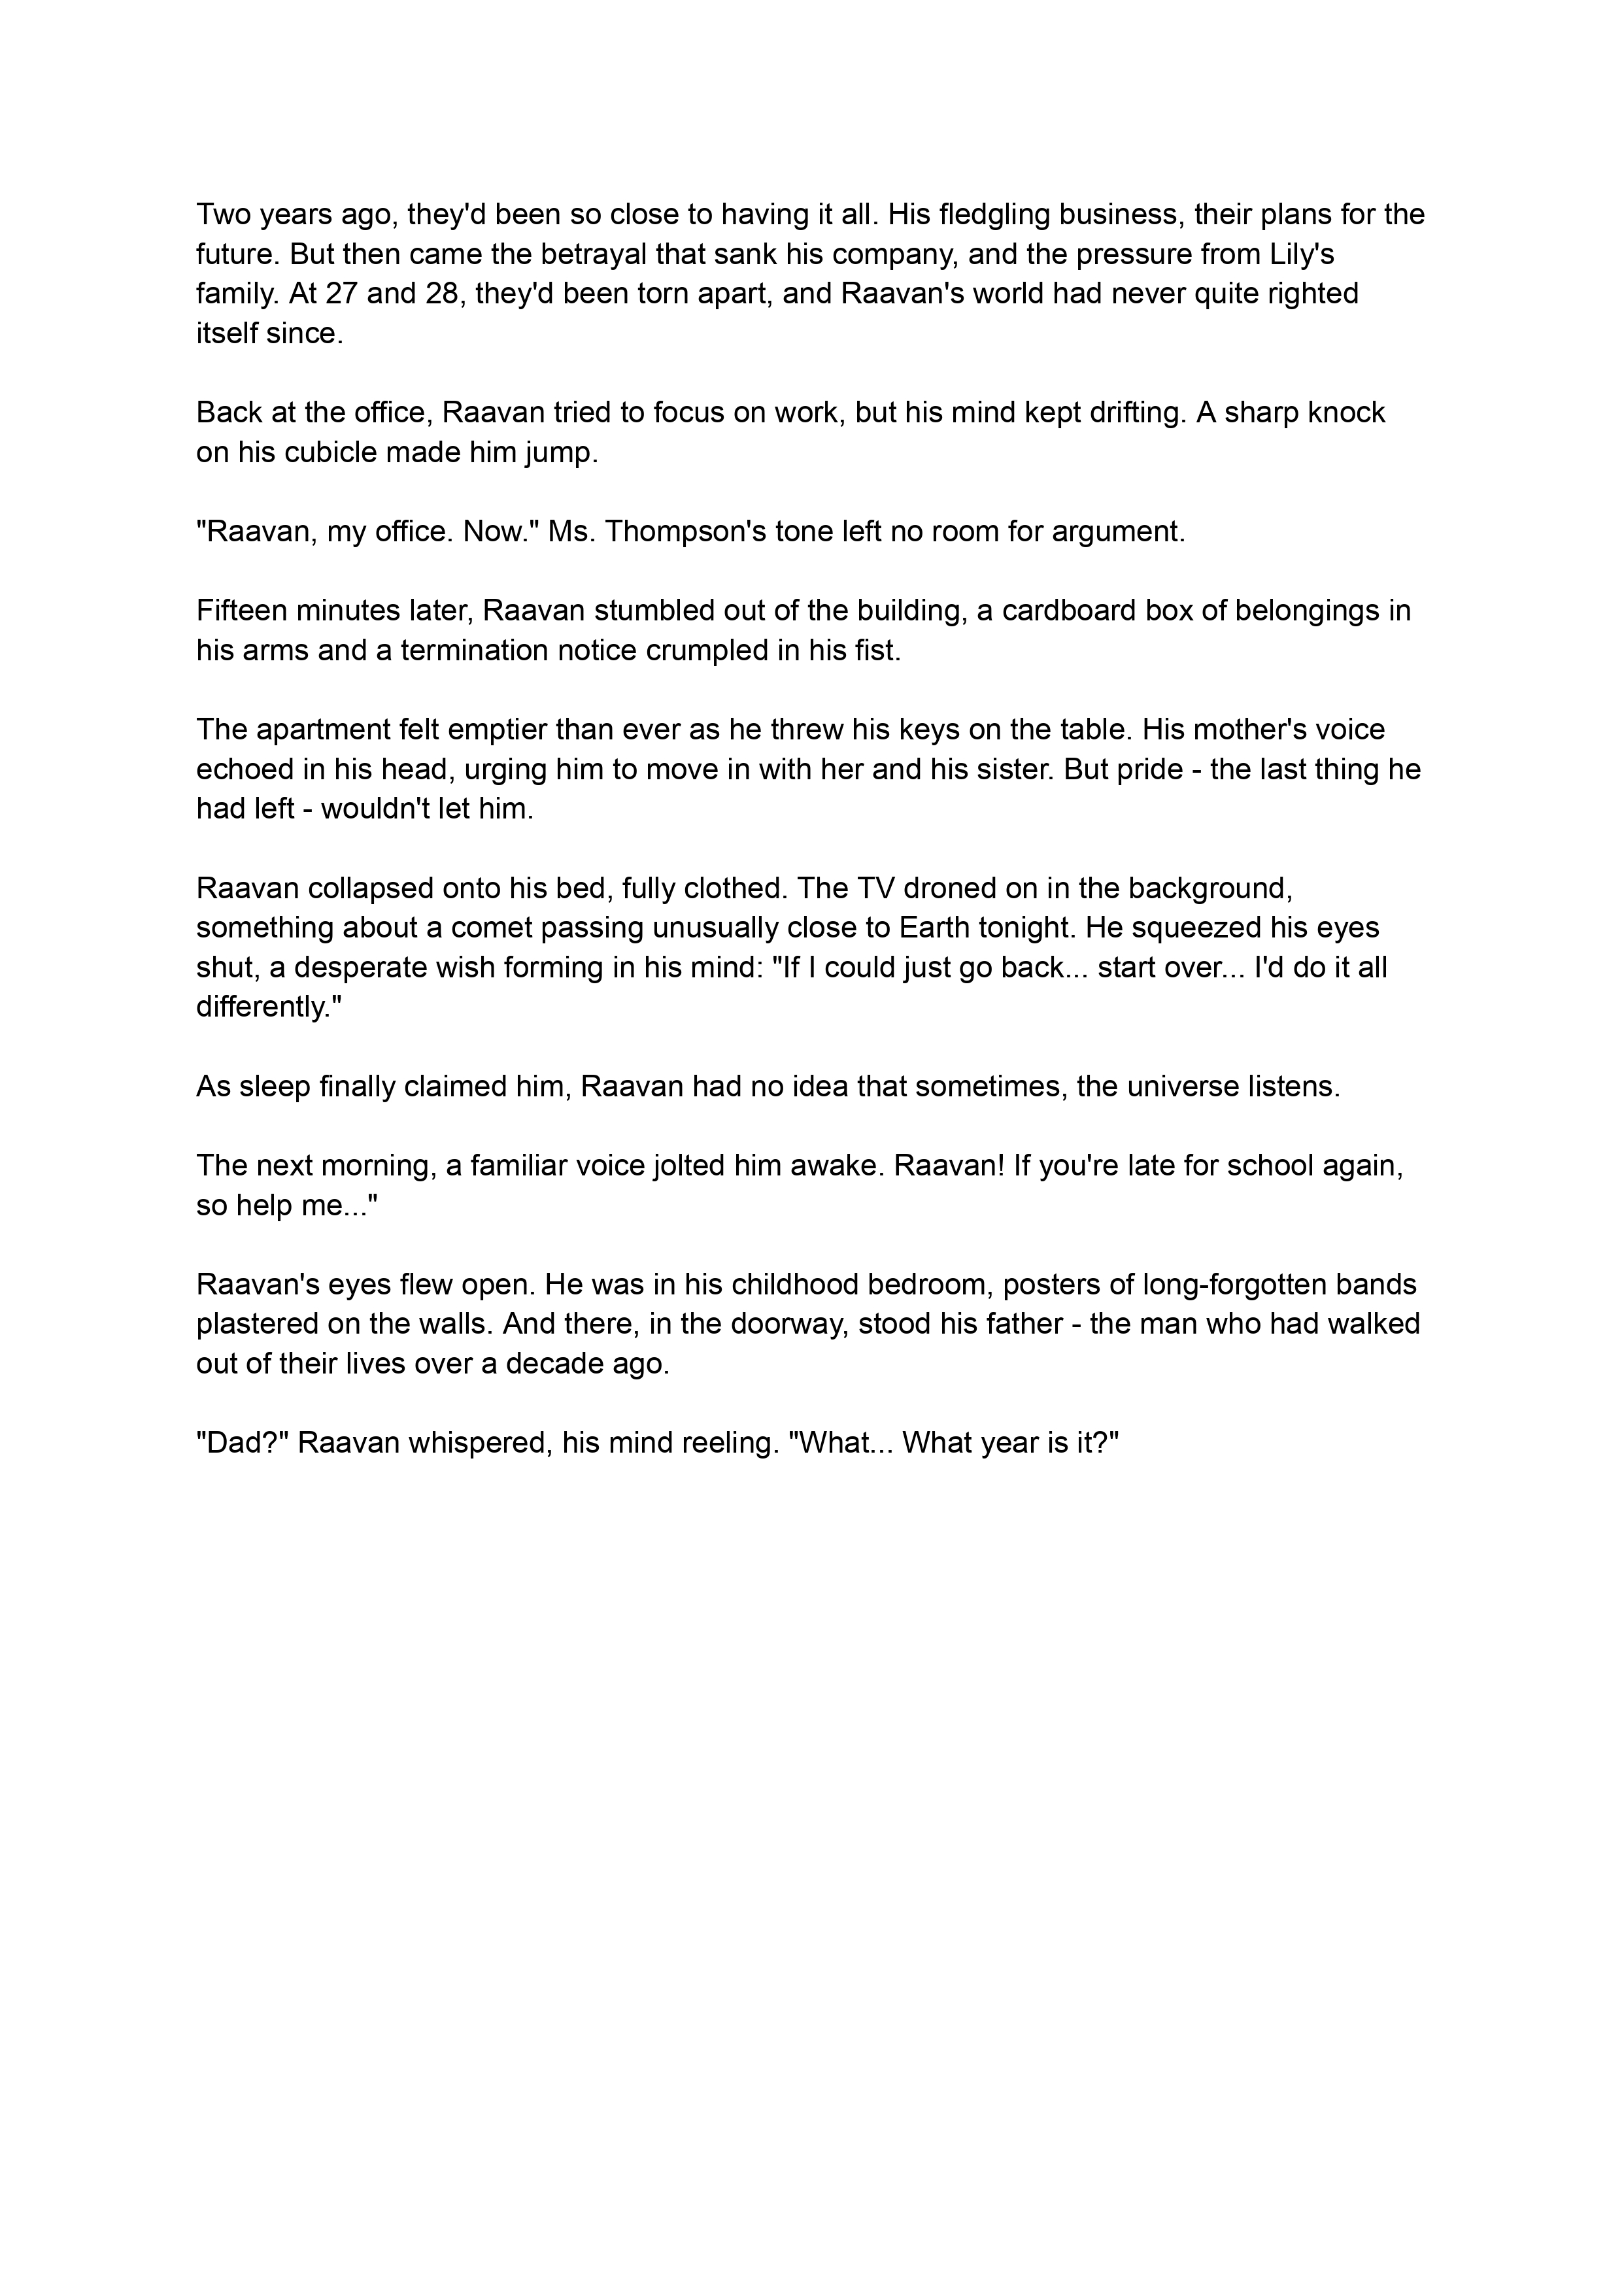 Two years ago, they'd been so close to having it all. His fledgling business, their plans for the
future. But then came the betrayal that sank his company, and the pressure from Lily's
family. At 27 and 28, they'd been torn apart, and Raavan's world had never quite righted
itself since.
Back at the office, Raavan tried to focus on work, but his mind kept drifting. A sharp knock
on his cubicle made him jump.
"Raavan, my office. Now." Ms. Thompson's tone left no room for argument.
Fifteen minutes later, Raavan stumbled out of the building, a cardboard box of belongings in
his arms and a termination notice crumpled in his fist.
The apartment felt emptier than ever as he threw his keys on the table. His mother's voice
echoed in his head, urging him to move in with her and his sister. But pride - the last thing he
had left - wouldn't let him.
Raavan collapsed onto his bed, fully clothed. The TV droned on in the background,
something about a comet passing unusually close to Earth tonight. He squeezed his eyes
shut, a desperate wish forming in his mind: "If I could just go back... start over... I'd do it all
differently."
As sleep finally claimed him, Raavan had no idea that sometimes, the universe listens.
The next morning, a familiar voice jolted him awake. Raavan! If you're late for school again,
so help me..."
Raavan's eyes flew open. He was in his childhood bedroom, posters of long-forgotten bands
plastered on the walls. And there, in the doorway, stood his father - the man who had walked
out of their lives over a decade ago.
"Dad?" Raavan whispered, his mind reeling. "What... What year is it?"